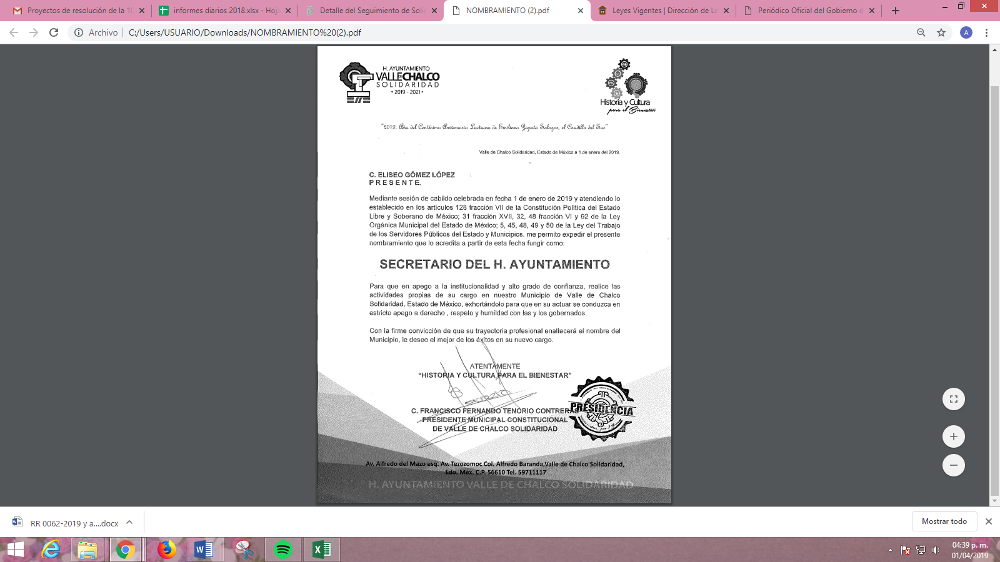 Proyectos de resolución de la 10
informes diarios 2018.xlsx - Hoja
Detalle del Seguimiento de Solic
NOMBRAMIENTO (2).pdf
Leyes Vigentes | Dirección de Le
Periódico Oficial del Gobierno d
Archivo
C:/Users/USUARIO/Downloads/NOMBRAMIENTO%20(2).pdf
A
H. AYUNTAMIENTO
VALLE DE CHALCO
SOLIDARIDAD
• 2019 - 2021 •
Historia y Cultura
para el Bienestar
"2019. Año del Centésimo Aniversario Luctuoso de Emiliano Zapata Salazar, el Caudillo del Sur"
Valle de Chalco Solidaridad, Estado de México a 1 de enero del 2019.
C. ELISEO GÓMEZ LÓPEZ
P R E S E N T E.
Mediante sesión de cabildo celebrada en fecha 1 de enero de 2019 y atendiendo lo
establecido en los artículos 128 fracción VII de la Constitución Política del Estado
Libre y Soberano de México; 31 fracción XVII, 32, 48 fracción VI y 92 de la Ley
Orgánica Municipal del Estado de México; 5, 45, 48, 49 y 50 de la Ley del Trabajo
de los Servidores Públicos del Estado y Municipios, me permito expedir el presente
nombramiento que lo acredita a partir de esta fecha fungir como:
SECRETARIO DEL H. AYUNTAMIENTO
Para que en apego a la institucionalidad y alto grado de confianza, realice las
actividades propias de su cargo en nuestro Municipio de Valle de Chalco
Solidaridad, Estado de México, exhortándolo para que en su actuar se conduzca en
estricto apego a derecho , respeto y humildad con las y los gobernados.
Con la firme convicción de que su trayectoria profesional enaltecerá el nombre del
Municipio, le deseo el mejor de los éxitos en su nuevo cargo.
ATENTAMENTE
"HISTORIA Y CULTURA PARA EL BIENESTAR"
C. FRANCISCO FERNANDO TENORIO CONTRERAS
PRESIDENTE MUNICIPAL CONSTITUCIONAL
DE VALLE DE CHALCO SOLIDARIDAD
PRESIDENCIA
Av. Alfredo del Mazo esq. Av. Tezozomoc Col. Alfredo Baranda,Valle de Chalco Solidaridad,
Edo. Méx. C.P. 56610 Tel. 59711117
H. AYUNTAMIENTO VALLE DE CHALCO SOLIDARIDAD
RR 0062-2019 y a....docx
Mostrar todo
04:39 p. m.
01/04/2019